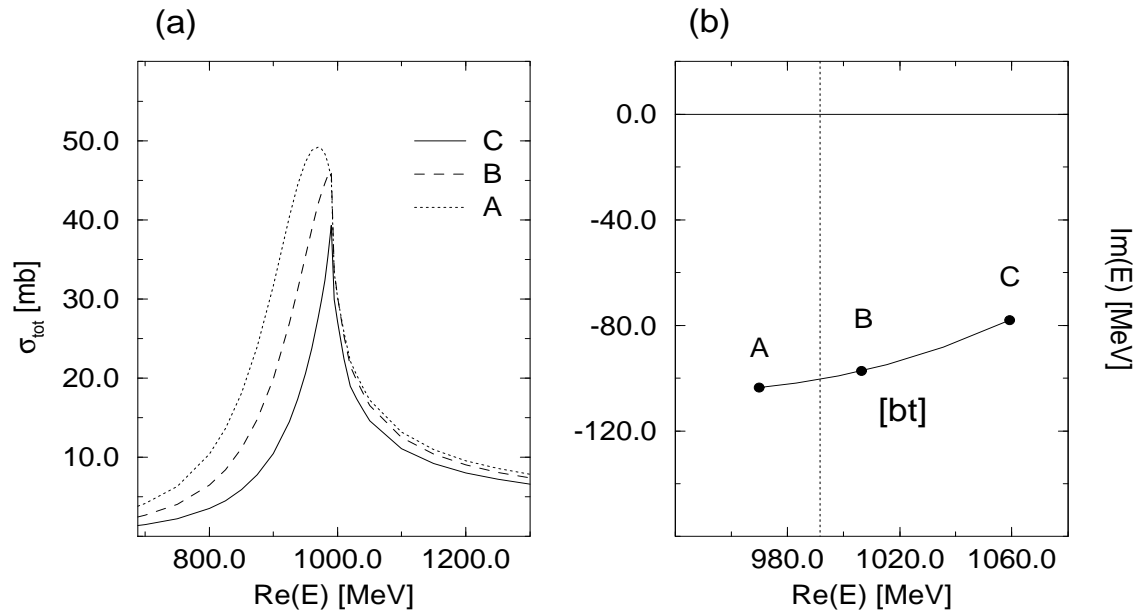 (a)
(b)
50.0
40.0
30.0
20.0
10.0
σtot [mb]
C
B
A
800.0
1000.0
1200.0
Re(E) [MeV]
0.0
-40.0
-80.0
-120.0
A
B
C
[bt]
Im(E) [MeV]
980.0
1020.0
1060.0
Re(E) [MeV]